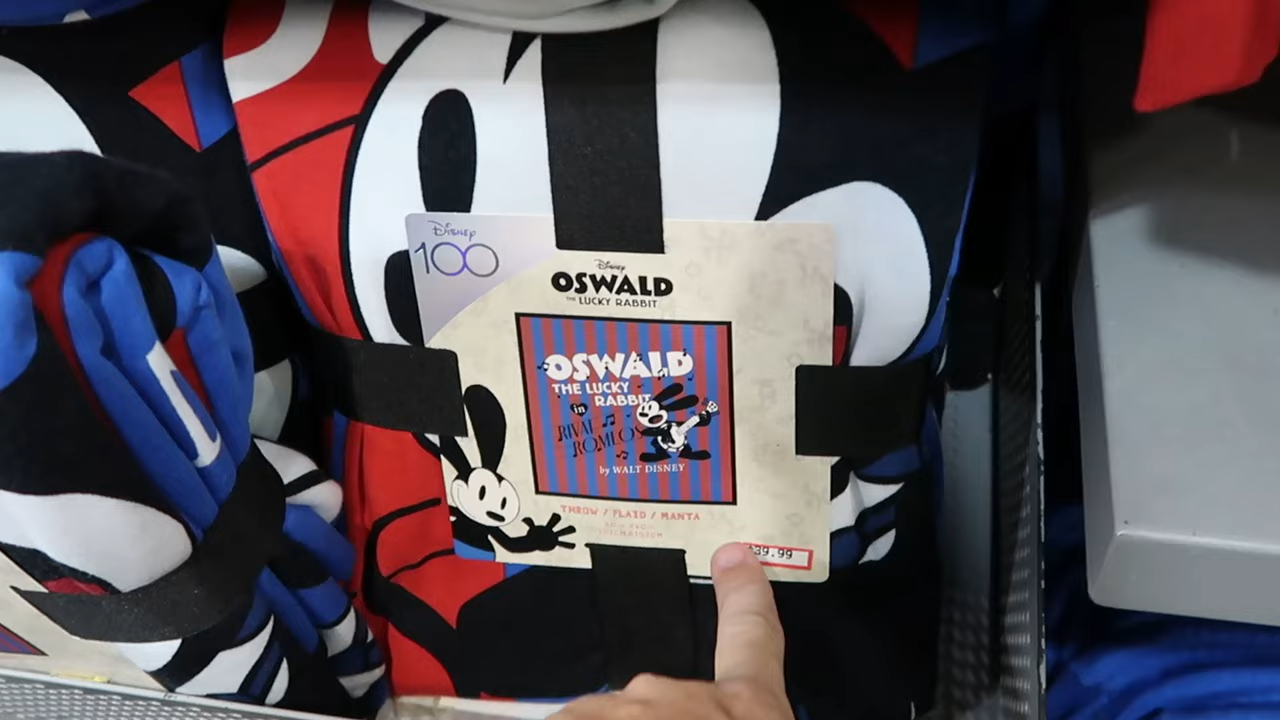 Disney
100
Disney
OSWALD
THE LUCKY RABBIT
OSWALD
THE LUCKY
RABBIT
in
RIVAL
ROMEOS
by WALT DISNEY
THROW / PLAID / MANTA
39.99